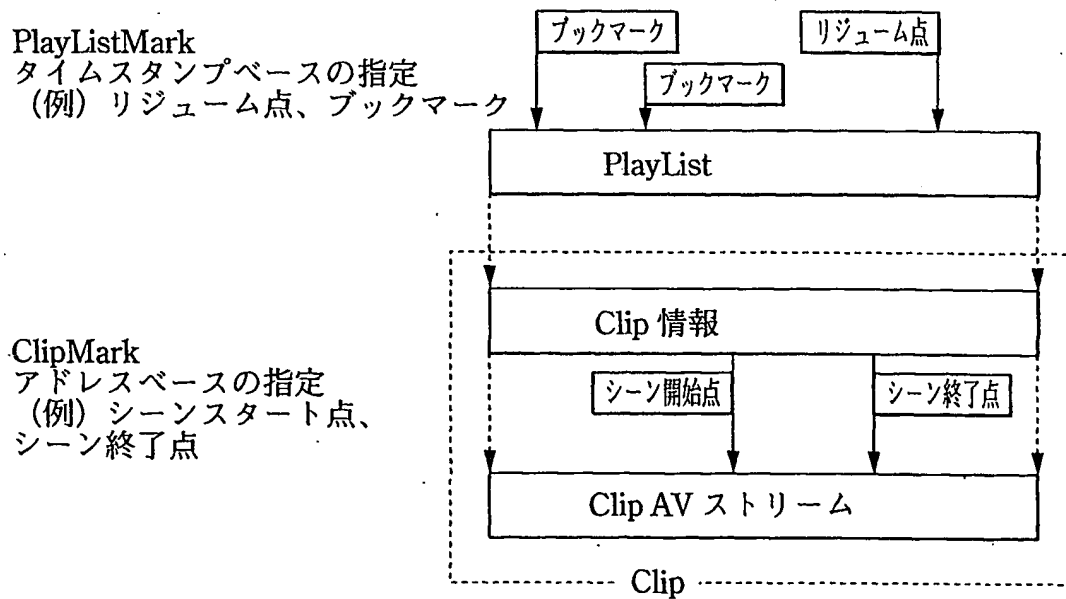 PlayListMark
タイムスタンプベースの指定
(例) リジューム点、ブックマーク
ブックマーク
リジューム点
ブックマーク
PlayList
Clip 情報
ClipMark
アドレスベースの指定
(例) シーンスタート点、
シーン終了点
シーン開始点
シーン終了点
Clip AV ストリーム
Clip